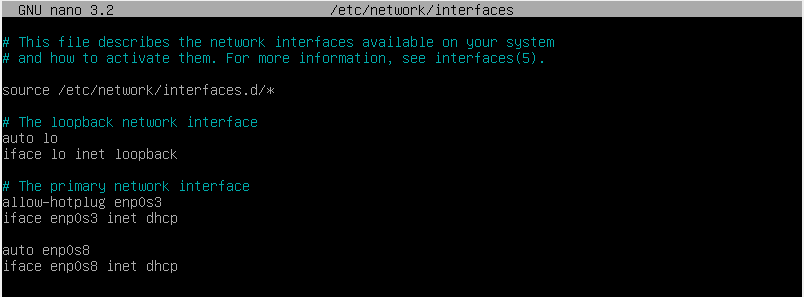 GNU nano 3.2 /etc/network/interfaces
# This file describes the network interfaces available on your system
# and how to activate them. For more information, see interfaces(5).
source /etc/network/interfaces.d/*
# The loopback network interface
auto lo
iface lo inet loopback
# The primary network interface
allow-hotplug enp0s3
iface enp0s3 inet dhcp
auto enp0s8
iface enp0s8 inet dhcp